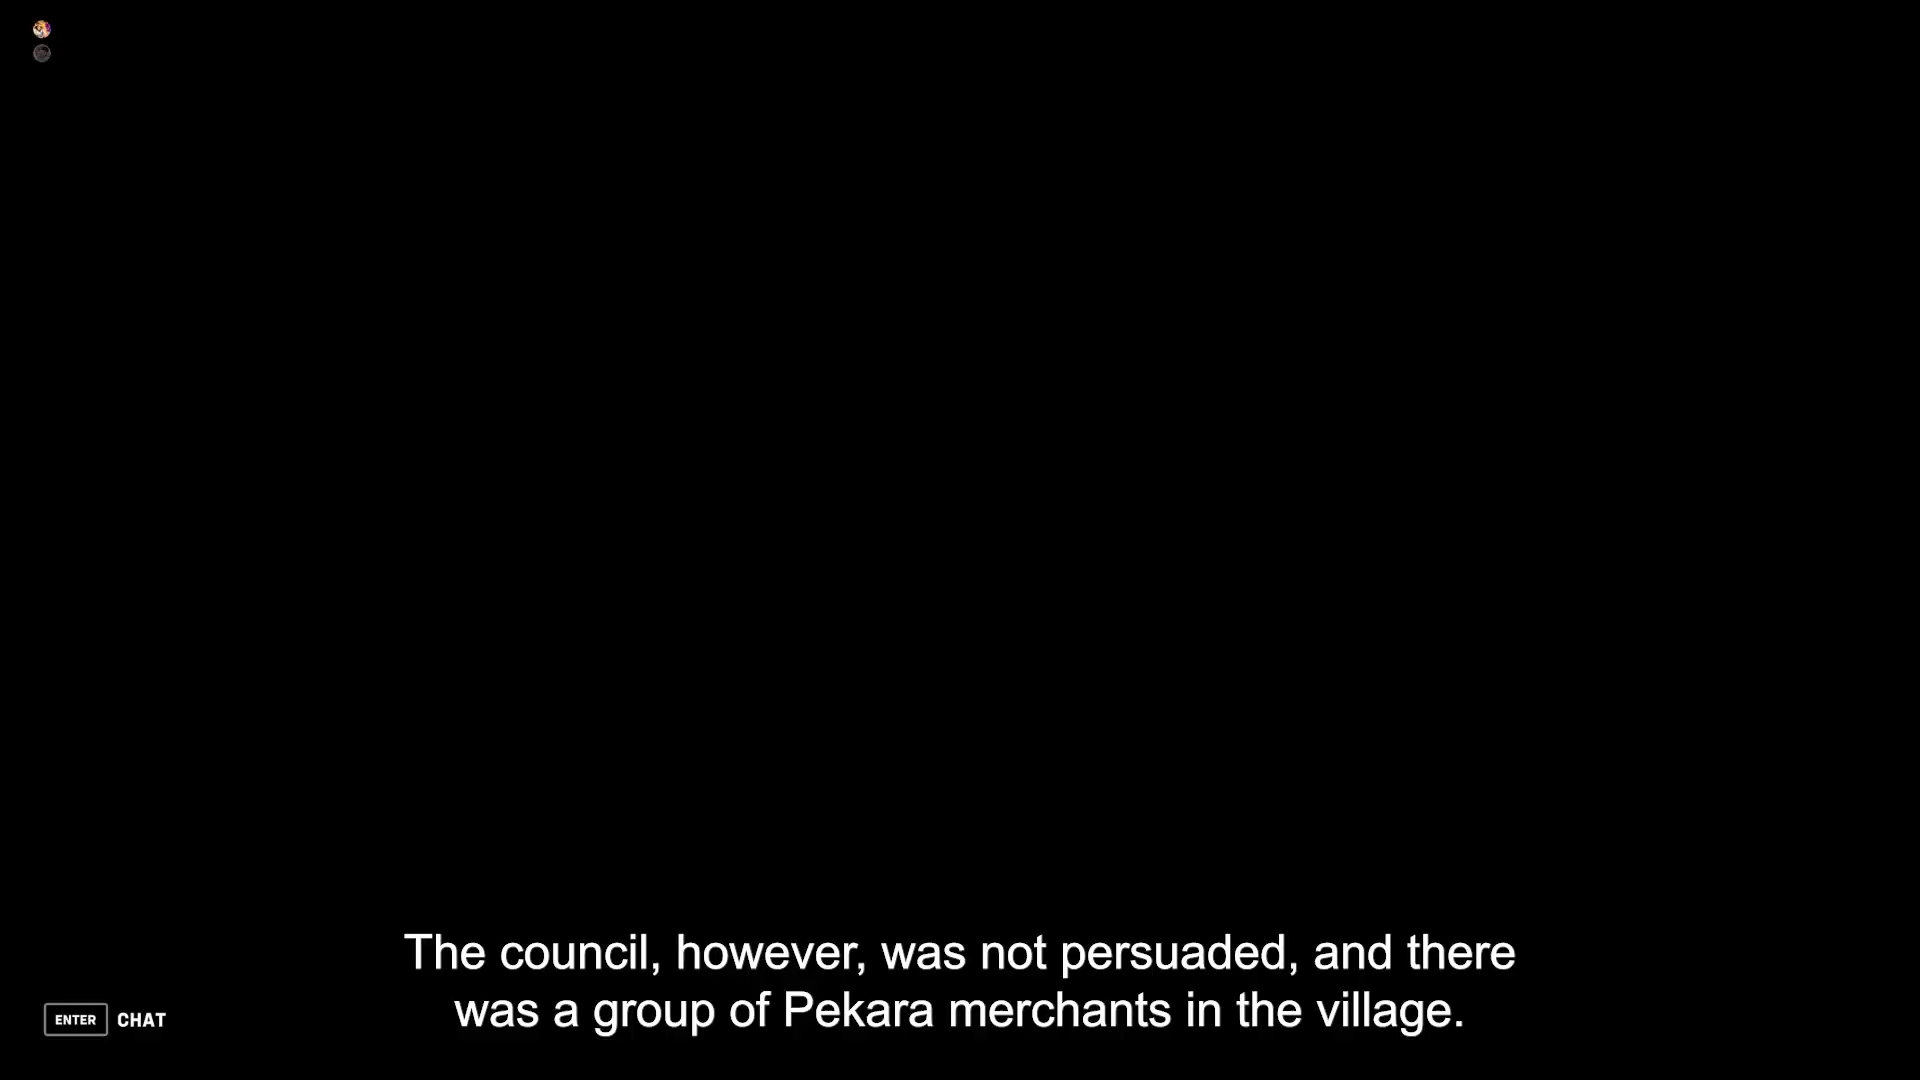 The council, however, was not persuaded, and there
was a group of Pekara merchants in the village.
ENTER CHAT